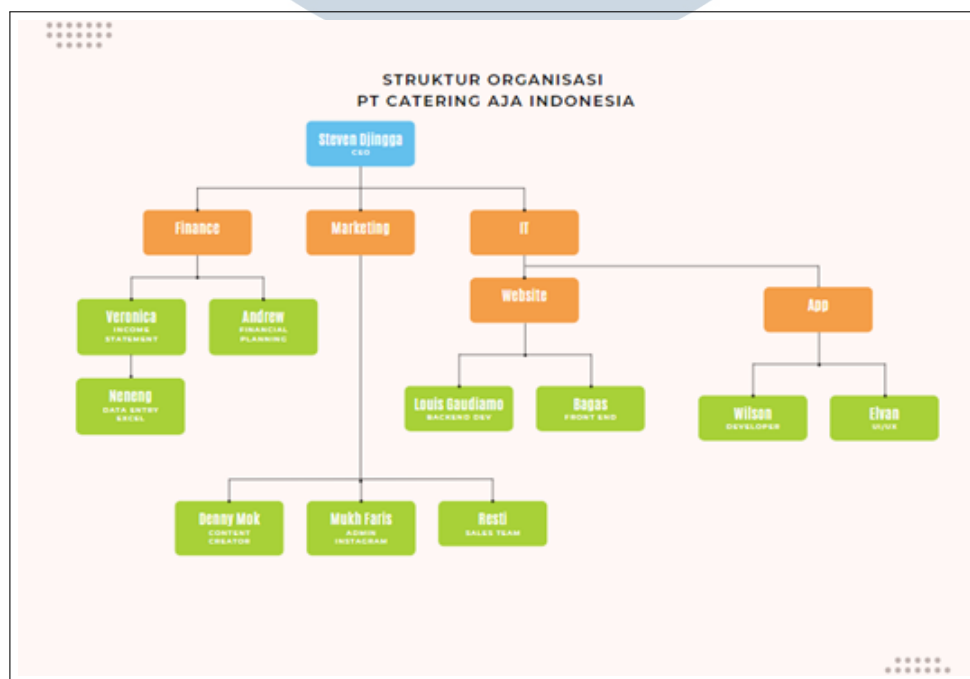 STRUKTUR ORGANISASI
PT CATERING AJA INDONESIA
Steven Djingga
CEO
Finance
Marketing
IT
Website
App
Veronica
INCOME
STATEMENT
Andrew
FINANCIAL
PLANNING
Neneng
DATA ENTRY
EXCEL
Louis Gaudiamo
BACKEND DEV
Bagas
FRONT END
Wilson
DEVELOPER
Elvan
UI/UX
Denny Mok
CONTENT
CREATOR
Mukh Faris
ADMIN
INSTAGRAM
Resti
SALES TEAM